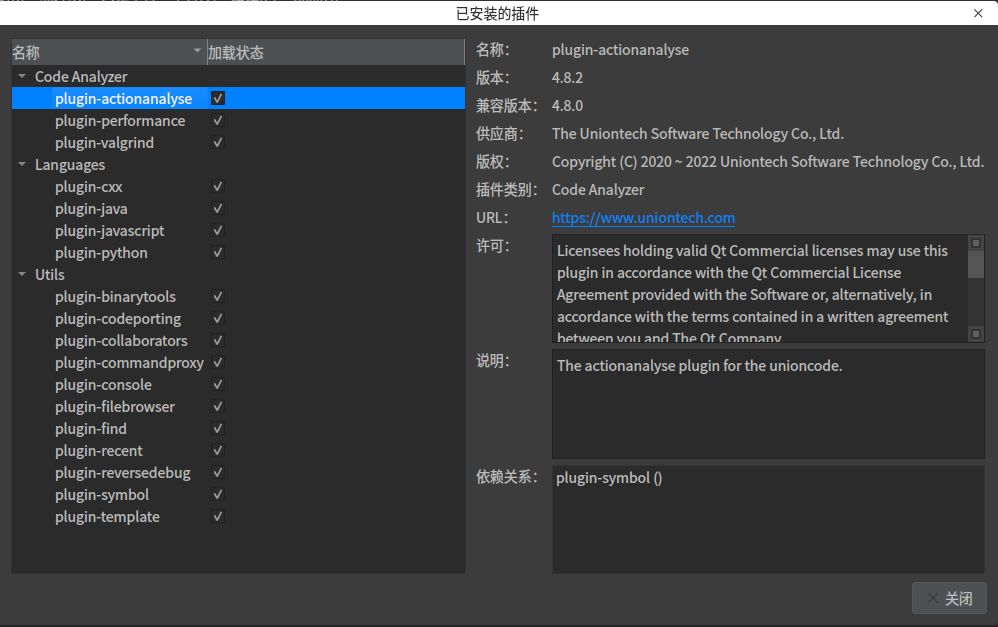 已安装的插件
名称
加载状态
Code Analyzer
plugin-actionanalyse
plugin-performance
plugin-valgrind
Languages
plugin-cxx
plugin-java
plugin-javascript
plugin-python
Utils
plugin-binarytools
plugin-codeporting
plugin-collaborators
plugin-commandproxy
plugin-console
plugin-filebrowser
plugin-find
plugin-recent
plugin-reversedebug
plugin-symbol
plugin-template
名称： plugin-actionanalyse
版本： 4.8.2
兼容版本： 4.8.0
供应商： The Uniontech Software Technology Co., Ltd.
版权： Copyright (C) 2020 ~ 2022 Uniontech Software Technology Co., Ltd.
插件类别： Code Analyzer
URL： https://www.uniontech.com
许可： Licensees holding valid Qt Commercial licenses may use this
plugin in accordance with the Qt Commercial License
Agreement provided with the Software or, alternatively, in
accordance with the terms contained in a written agreement
between you and The Qt Company.
说明： The actionanalyse plugin for the unioncode.
依赖关系： plugin-symbol ()
关闭